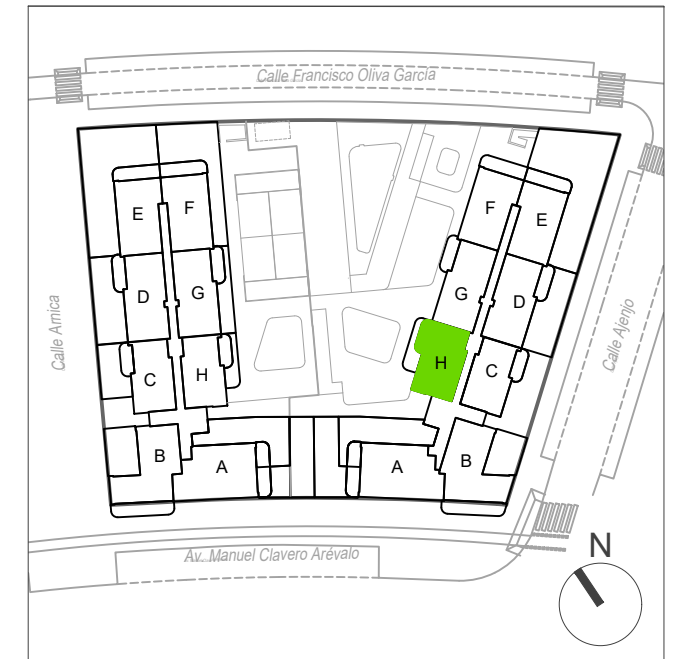 Calle Francisco Oliva García
E
F
F
E
D
G
G
D
Calle Arnica
Calle Ajenjo
C
H
H
C
B
A
A
B
Av. Manuel Clavero Arévalo
N